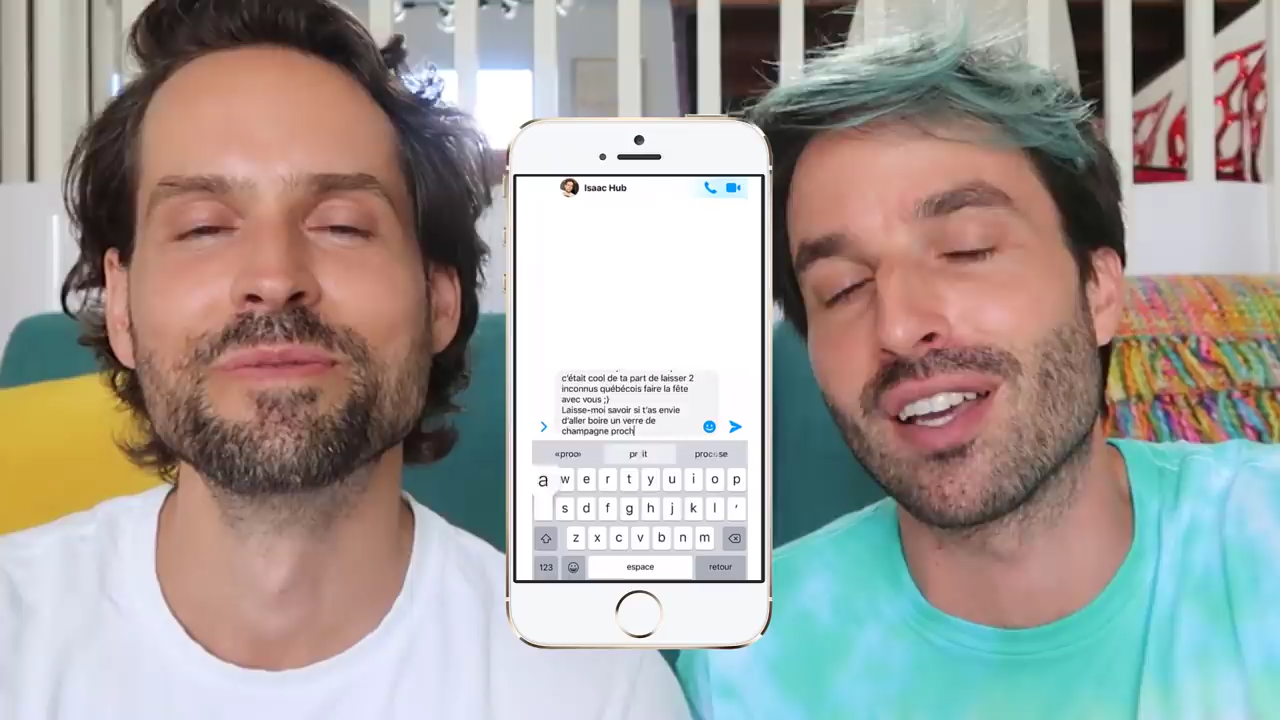 Isaac Hub
c'était cool de ta part de laisser 2
inconnus québécois faire la fête
avec vous ;)
Laisse-moi savoir si t'as envie
d'aller boire un verre de
champagne proch
a w e r t y u i o p
s d f g h j k l ′
z x c v b n m
123 espace retour